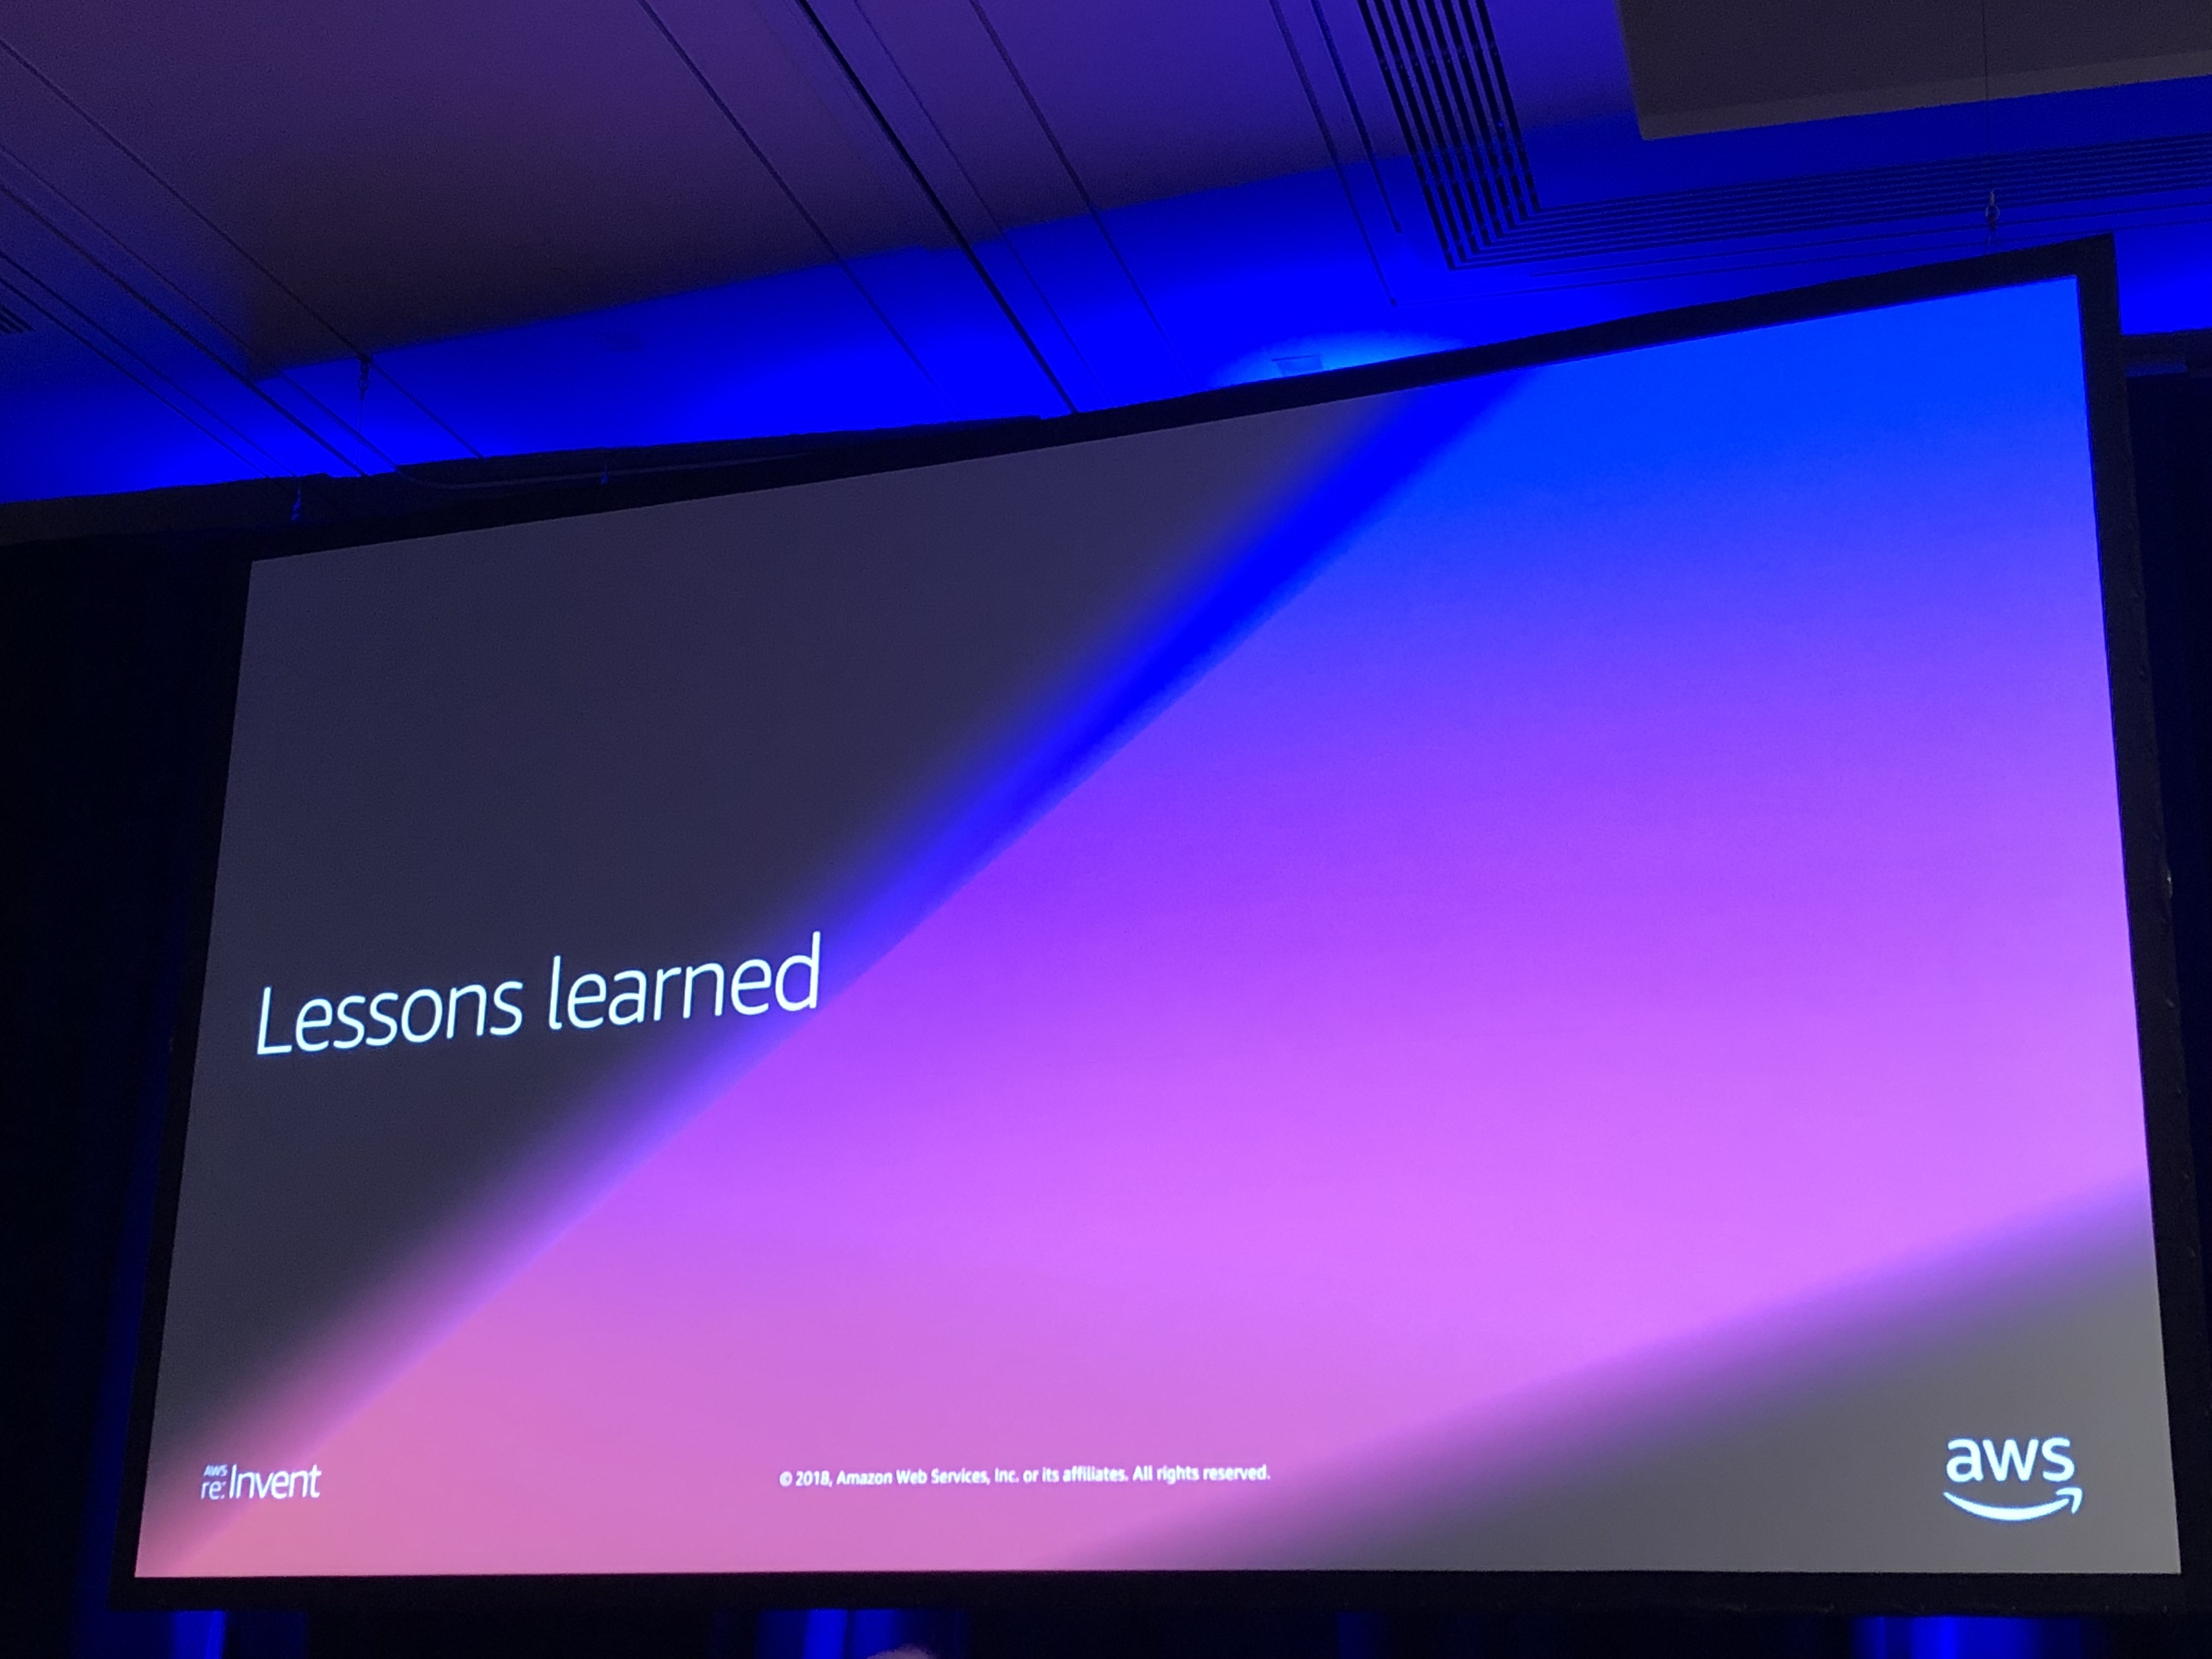 Lessons learned
AWS
re:Invent
© 2018, Amazon Web Services, Inc. or its affiliates. All rights reserved.
aws